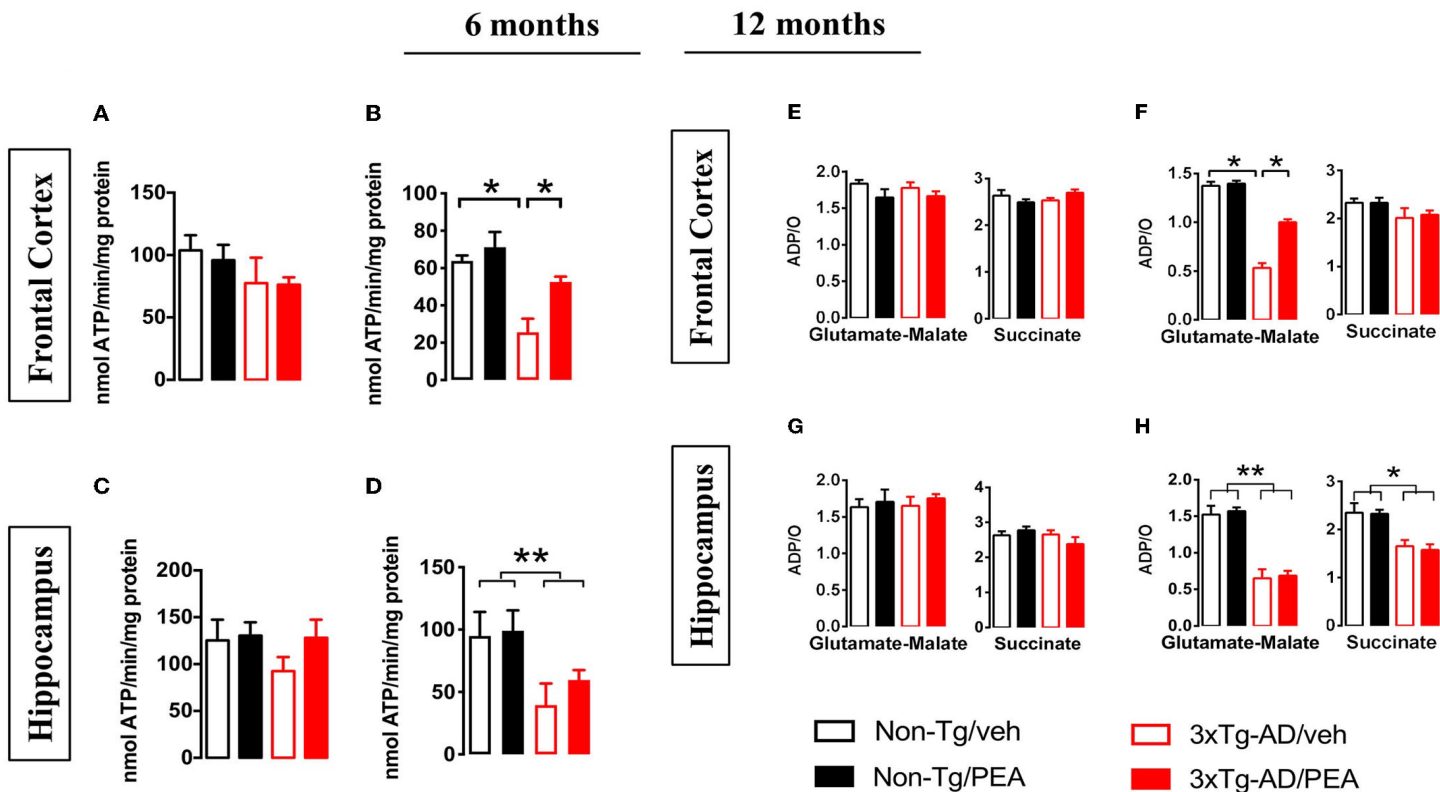 6 months
12 months
Frontal Cortex
A
nmol ATP/min/mg protein
150
100
50
0
B
nmol ATP/min/mg protein
100
80
60
40
20
0
*
*
Frontal Cortex
E
ADP/O
2.0
1.5
1.0
0.5
0.0
Glutamate-Malate
3
2
1
0
Succinate
F
ADP/O
1.5
1.0
0.5
0.0
*
*
Glutamate-Malate
3
2
1
0
Succinate
Hippocampus
C
nmol ATP/min/mg protein
200
150
100
50
0
D
nmol ATP/min/mg protein
150
100
50
0
**
Hippocampus
G
ADP/O
2.0
1.5
1.0
0.5
0.0
Glutamate-Malate
4
3
2
1
0
Succinate
H
ADP/O
2.0
1.5
1.0
0.5
0.0
**
Glutamate-Malate
3
2
1
0
*
Succinate
Non-Tg/veh
3xTg-AD/veh
Non-Tg/PEA
3xTg-AD/PEA